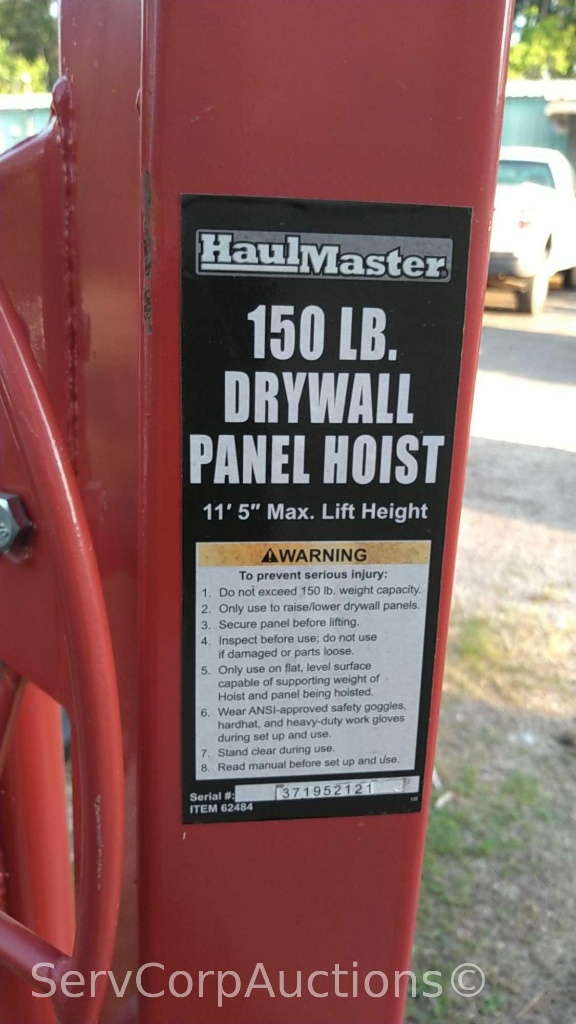 HaulMaster®
150 LB.
DRYWALL
PANEL HOIST
11' 5" Max. Lift Height
⚠WARNING
To prevent serious injury:
1. Do not exceed 150 lb. weight capacity.
2. Only use to raise/lower drywall panels.
3. Secure panel before lifting.
4. Inspect before use; do not use
if damaged or parts loose.
5. Only use on flat, level surface
capable of supporting weight of
Hoist and panel being hoisted.
6. Wear ANSI-approved safety goggles,
hardhat, and heavy-duty work gloves
during set up and use.
7. Stand clear during use.
8. Read manual before set up and use.
Serial #: 371952121
ITEM 62484
ServCorpAuctions©